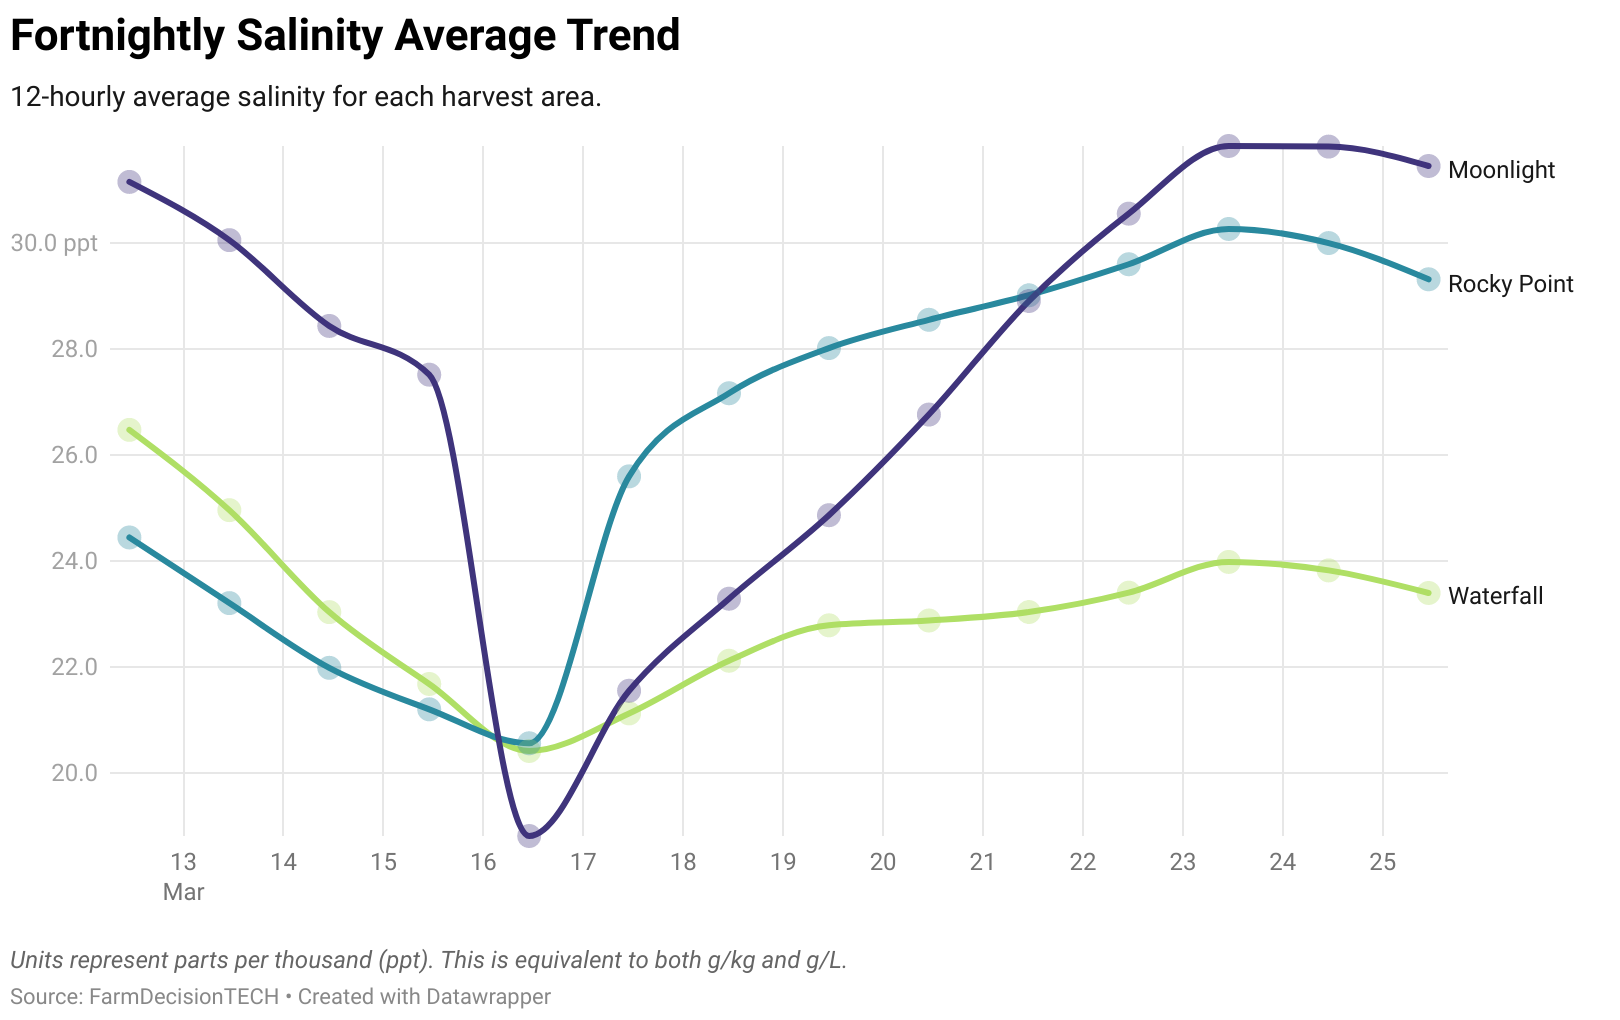 Fortnightly Salinity Average Trend
12-hourly average salinity for each harvest area.
Moonlight
30.0 ppt
Rocky Point
28.0
26.0
24.0
Waterfall
22.0
20.0
13 14 15 16 17 18 19 20 21 22 23 24 25
Mar
Units represent parts per thousand (ppt). This is equivalent to both g/kg and g/L.
Source: FarmDecisionTECH • Created with Datawrapper